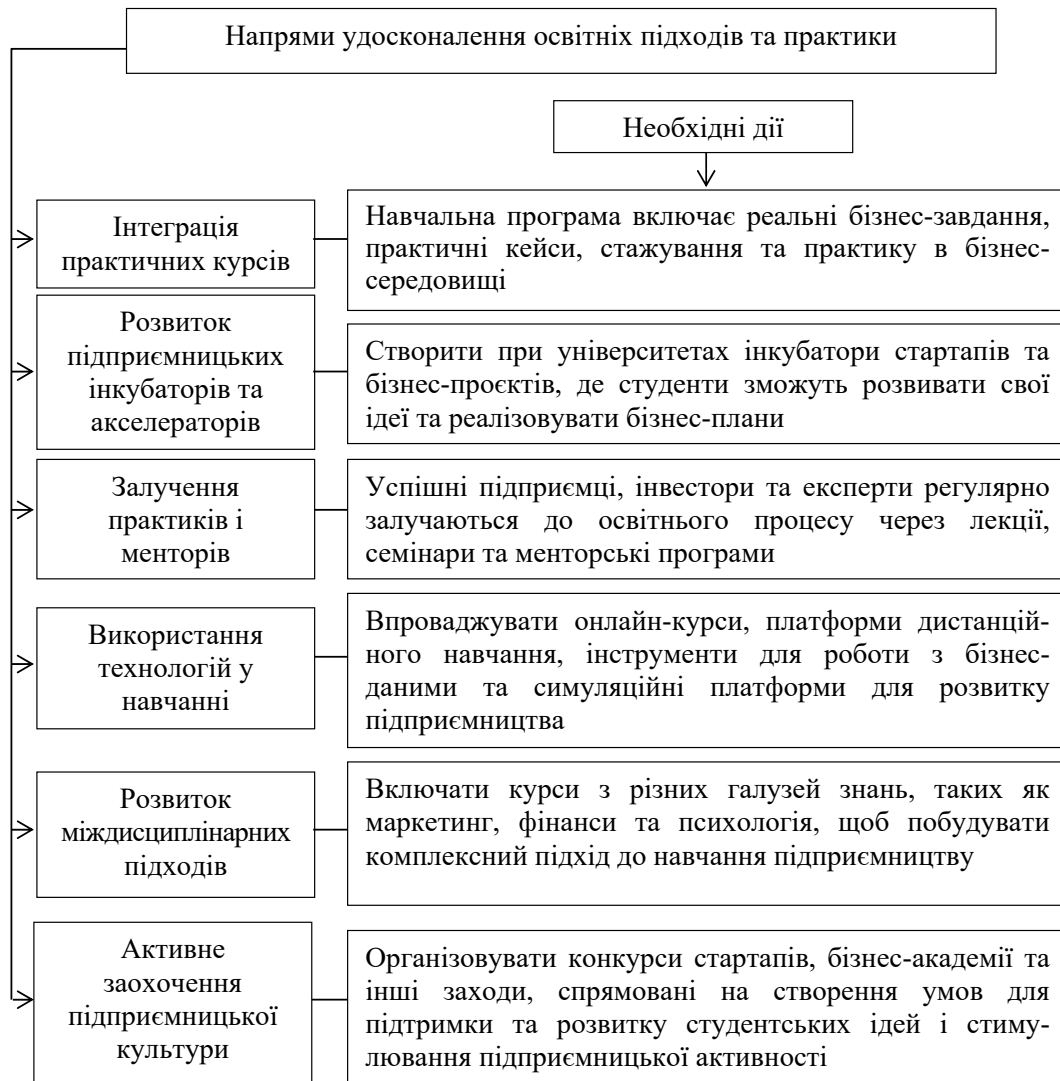 Напрями удосконалення освітніх підходів та практики
Необхідні дії
Інтеграція
практичних курсів
Навчальна програма включає реальні бізнес-завдання,
практичні кейси, стажування та практику в бізнес-
середовищі
Розвиток
підприємницьких
інкубаторів та
акселераторів
Створити при університетах інкубатори стартапів та
бізнес-проєктів, де студенти зможуть розвивати свої
ідеї та реалізовувати бізнес-плани
Залучення
практиків і
менторів
Успішні підприємці, інвестори та експерти регулярно
залучаються до освітнього процесу через лекції,
семінари та менторські програми
Використання
технологій у
навчанні
Впроваджувати онлайн-курси, платформи дистанцій-
ного навчання, інструменти для роботи з бізнес-
даними та симуляційні платформи для розвитку
підприємництва
Розвиток
міждисциплінарних
підходів
Включати курси з різних галузей знань, таких як
маркетинг, фінанси та психологія, щоб побудувати
комплексний підхід до навчання підприємництву
Активне
заохочення
підприємницької
культури
Організовувати конкурси стартапів, бізнес-академії та
інші заходи, спрямовані на створення умов для
підтримки та розвитку студентських ідей і стиму-
лювання підприємницької активності